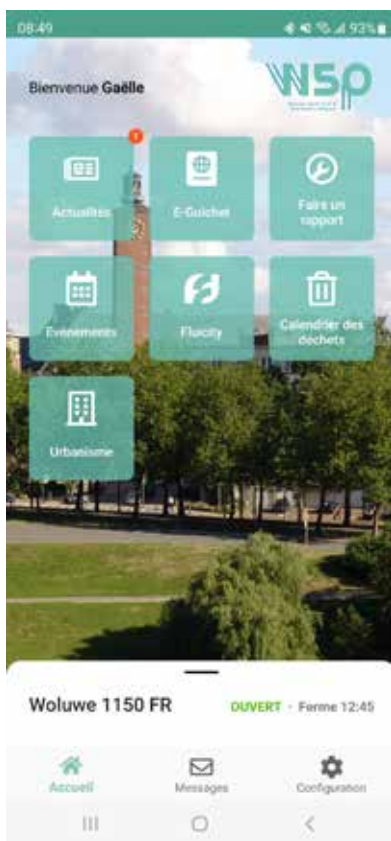 08:49
93%
Bienvenue Gaëlle
WSP
1
Actualités
E-Guichet
Faire un
rapport
Evénements
Fluicity
Calendrier des
déchets
Urbanisme
Woluwe 1150 FR
OUVERT - Ferme 12:45
Accueil
Messages
Configuration